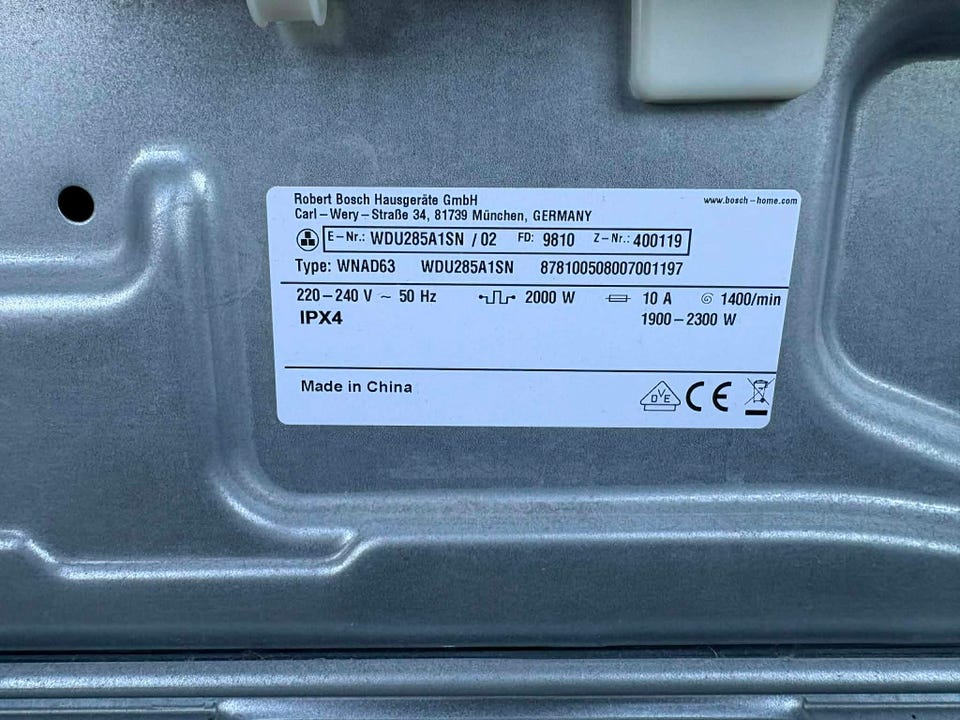 Robert Bosch Hausgeräte GmbH
www.bosch-home.com
Carl-Wery-Straße 34, 81739 München, GERMANY
E-Nr.: WDU285A1SN /02 FD: 9810 Z-Nr.: 400119
Type: WNAD63 WDU285A1SN 878100508007001197
220-240 V ~ 50 Hz 2000 W 10 A 1400/min
IPX4 1900-2300 W
Made in China
DVE CE